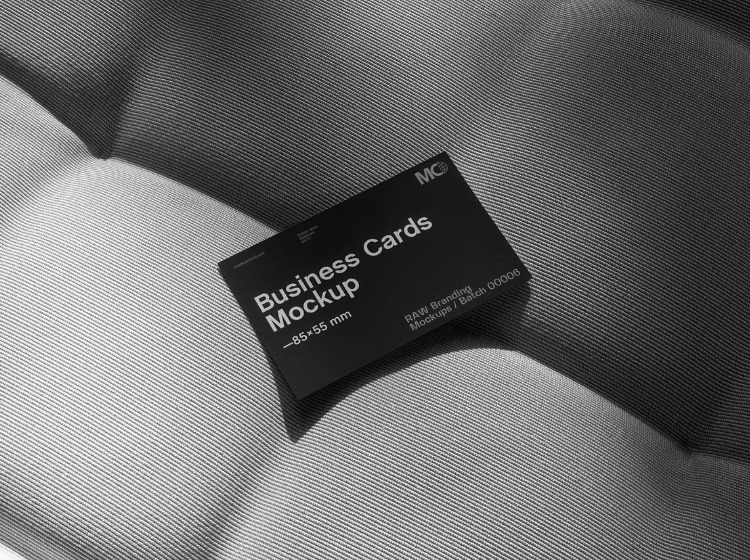 MC
Business Cards
Mockup
—85×55 mm
RAW Branding
Mockups / Batch 00006